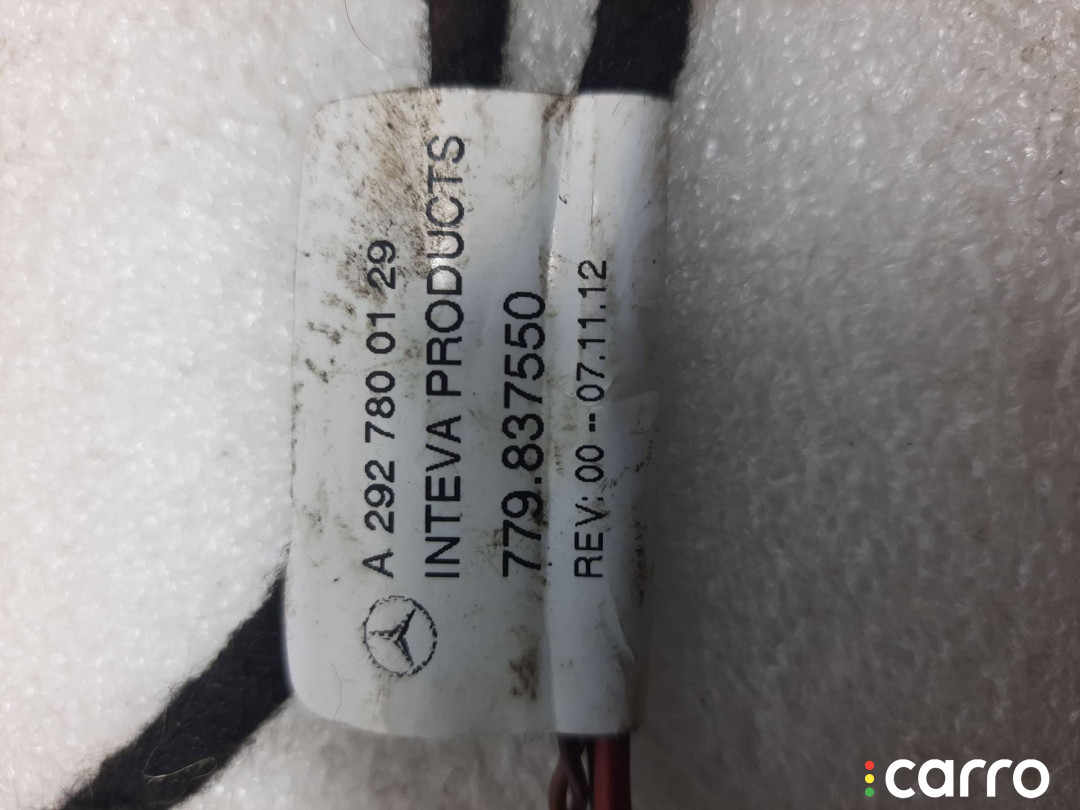 A 292 780 01 29
INTEVA PRODUCTS
779.837550
REV: 00 -- 07.11.12
carro